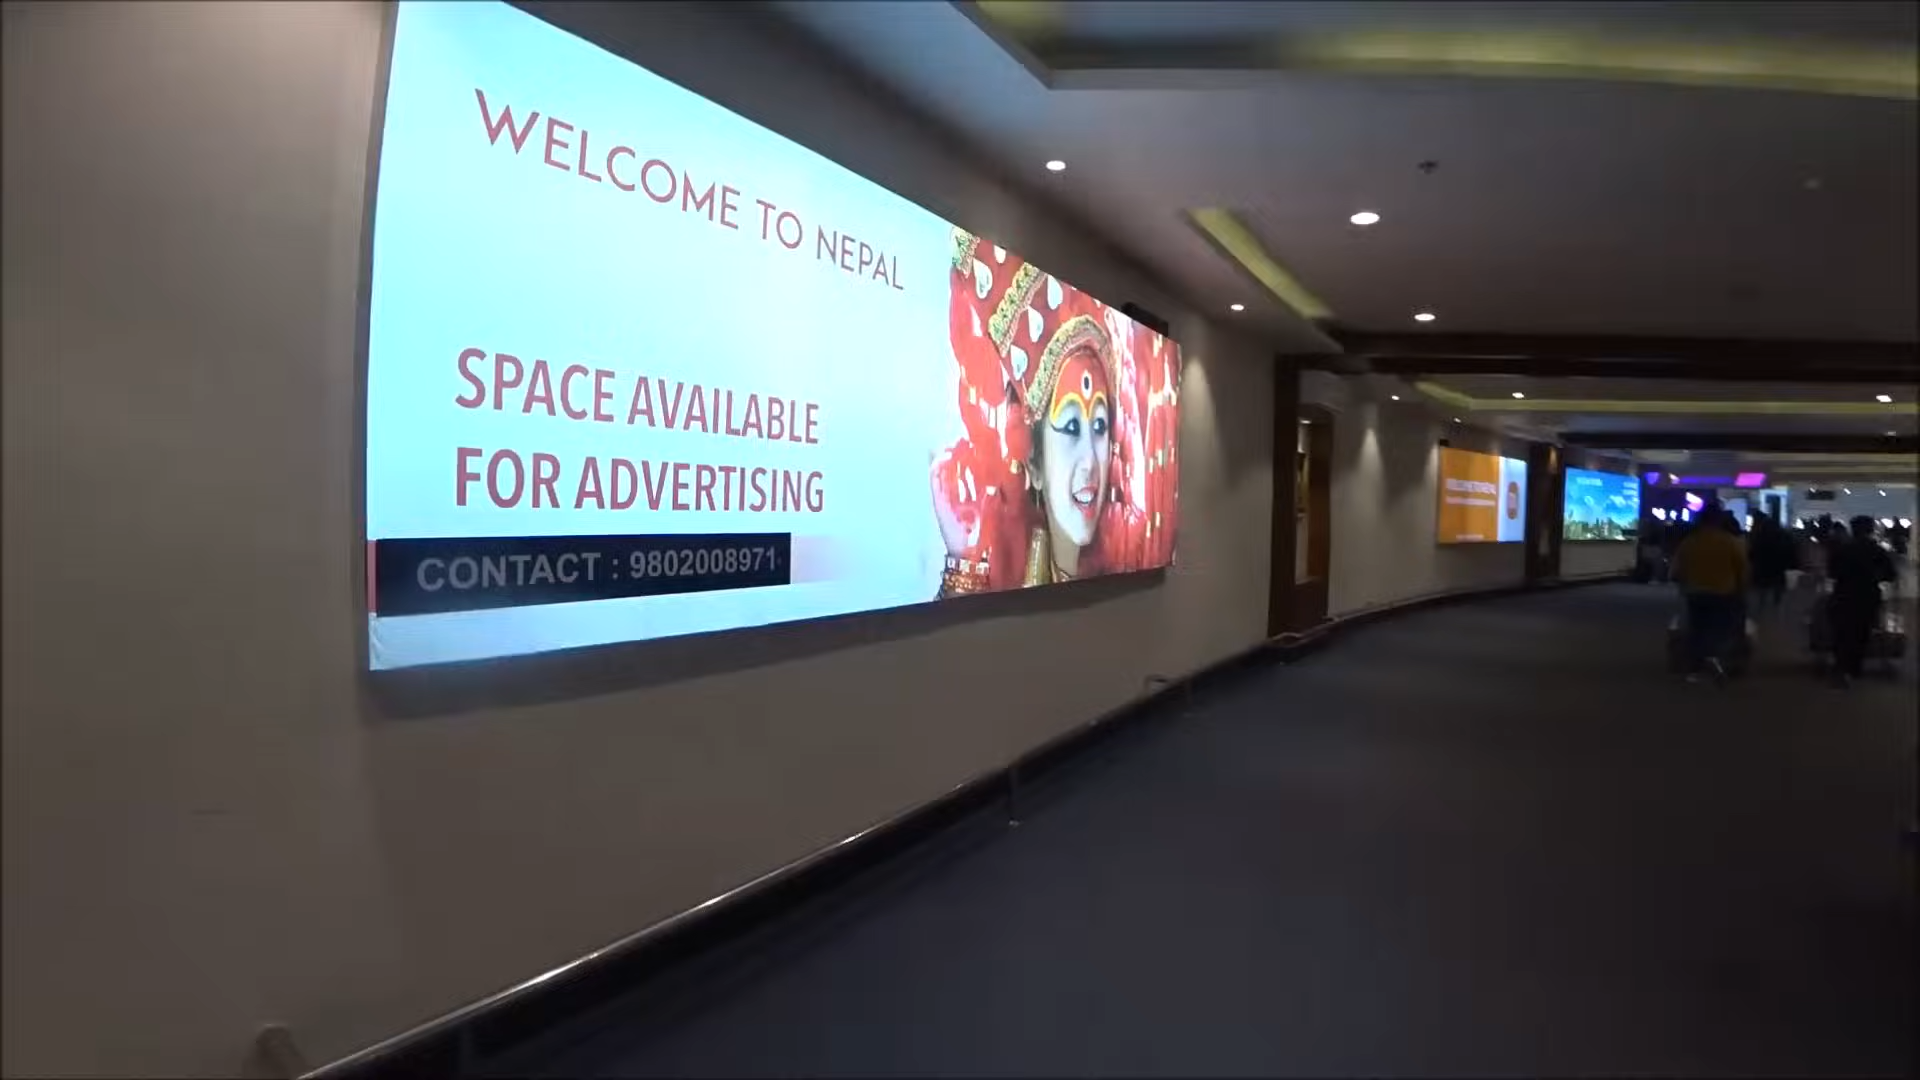 WELCOME TO NEPAL
SPACE AVAILABLE
FOR ADVERTISING
CONTACT : 9802008971